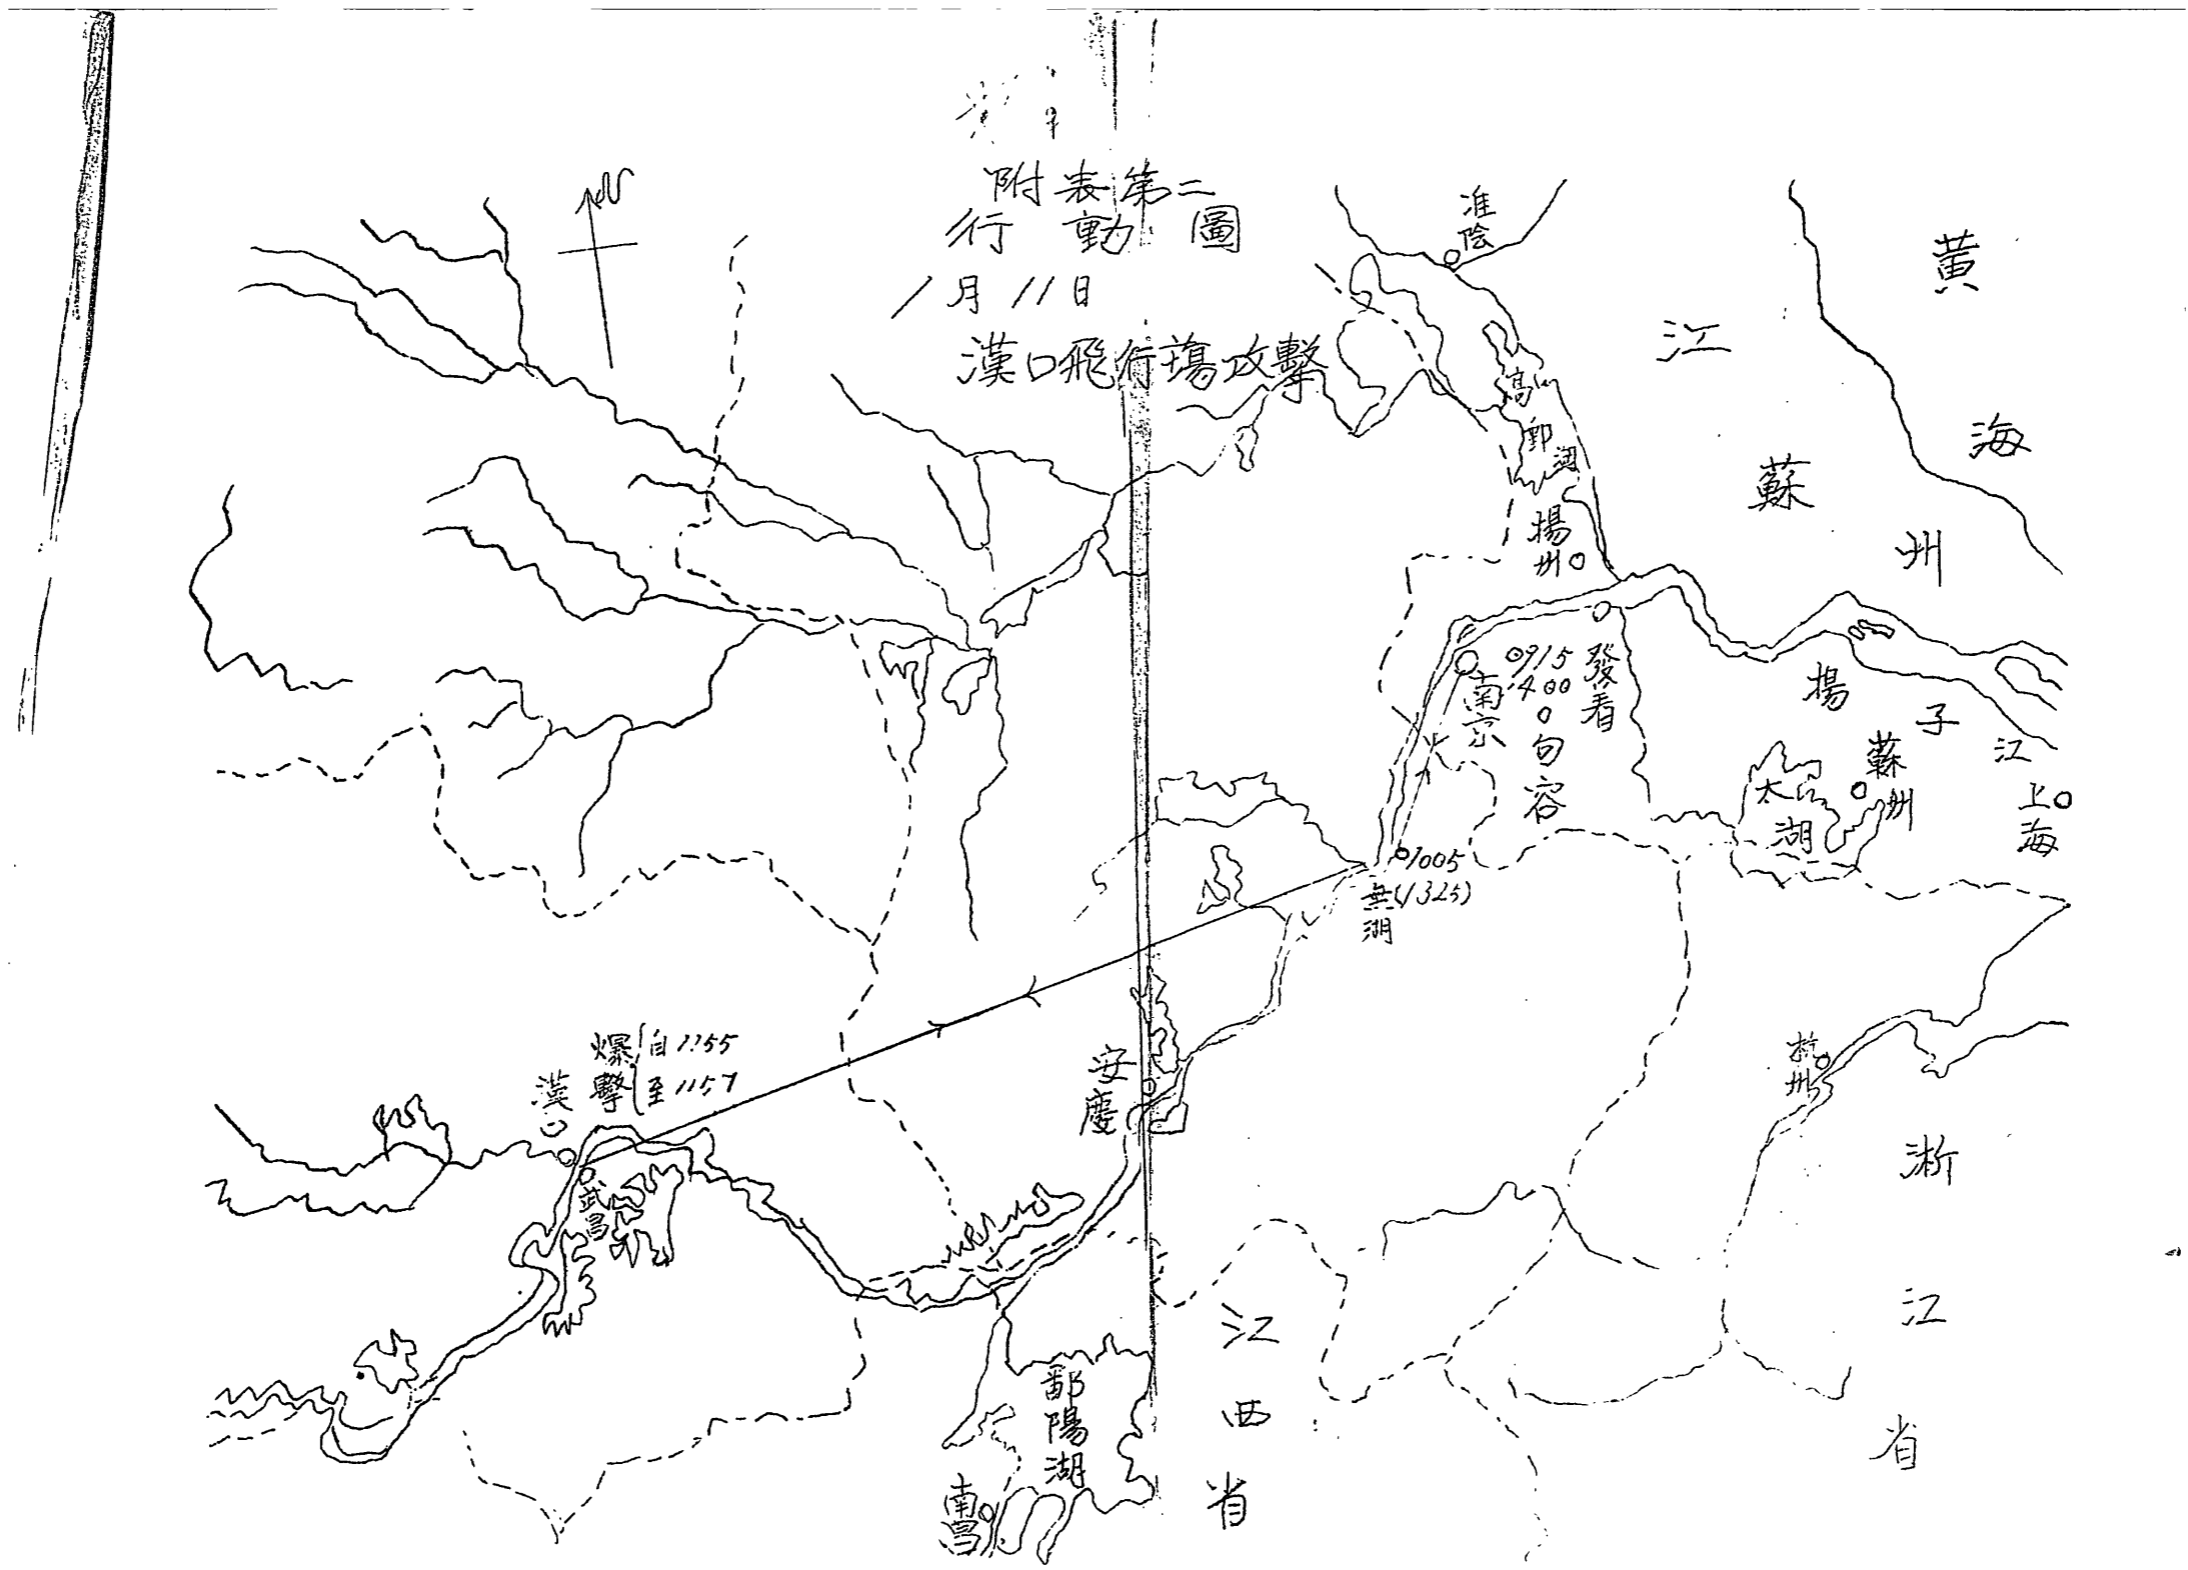 附表第二
行動圖
1月11日
漢口飛行場攻擊
淮陰
黄海
江蘇州
高郵湖
揚州
0915 發
1400 着
南京
句容
揚子江
蘇州
太湖
上海
1005
(1325)
蕪湖
爆擊 自1155
至1157
漢口
武昌
安慶
杭州
淅江省
江西省
鄱陽湖
南昌
N